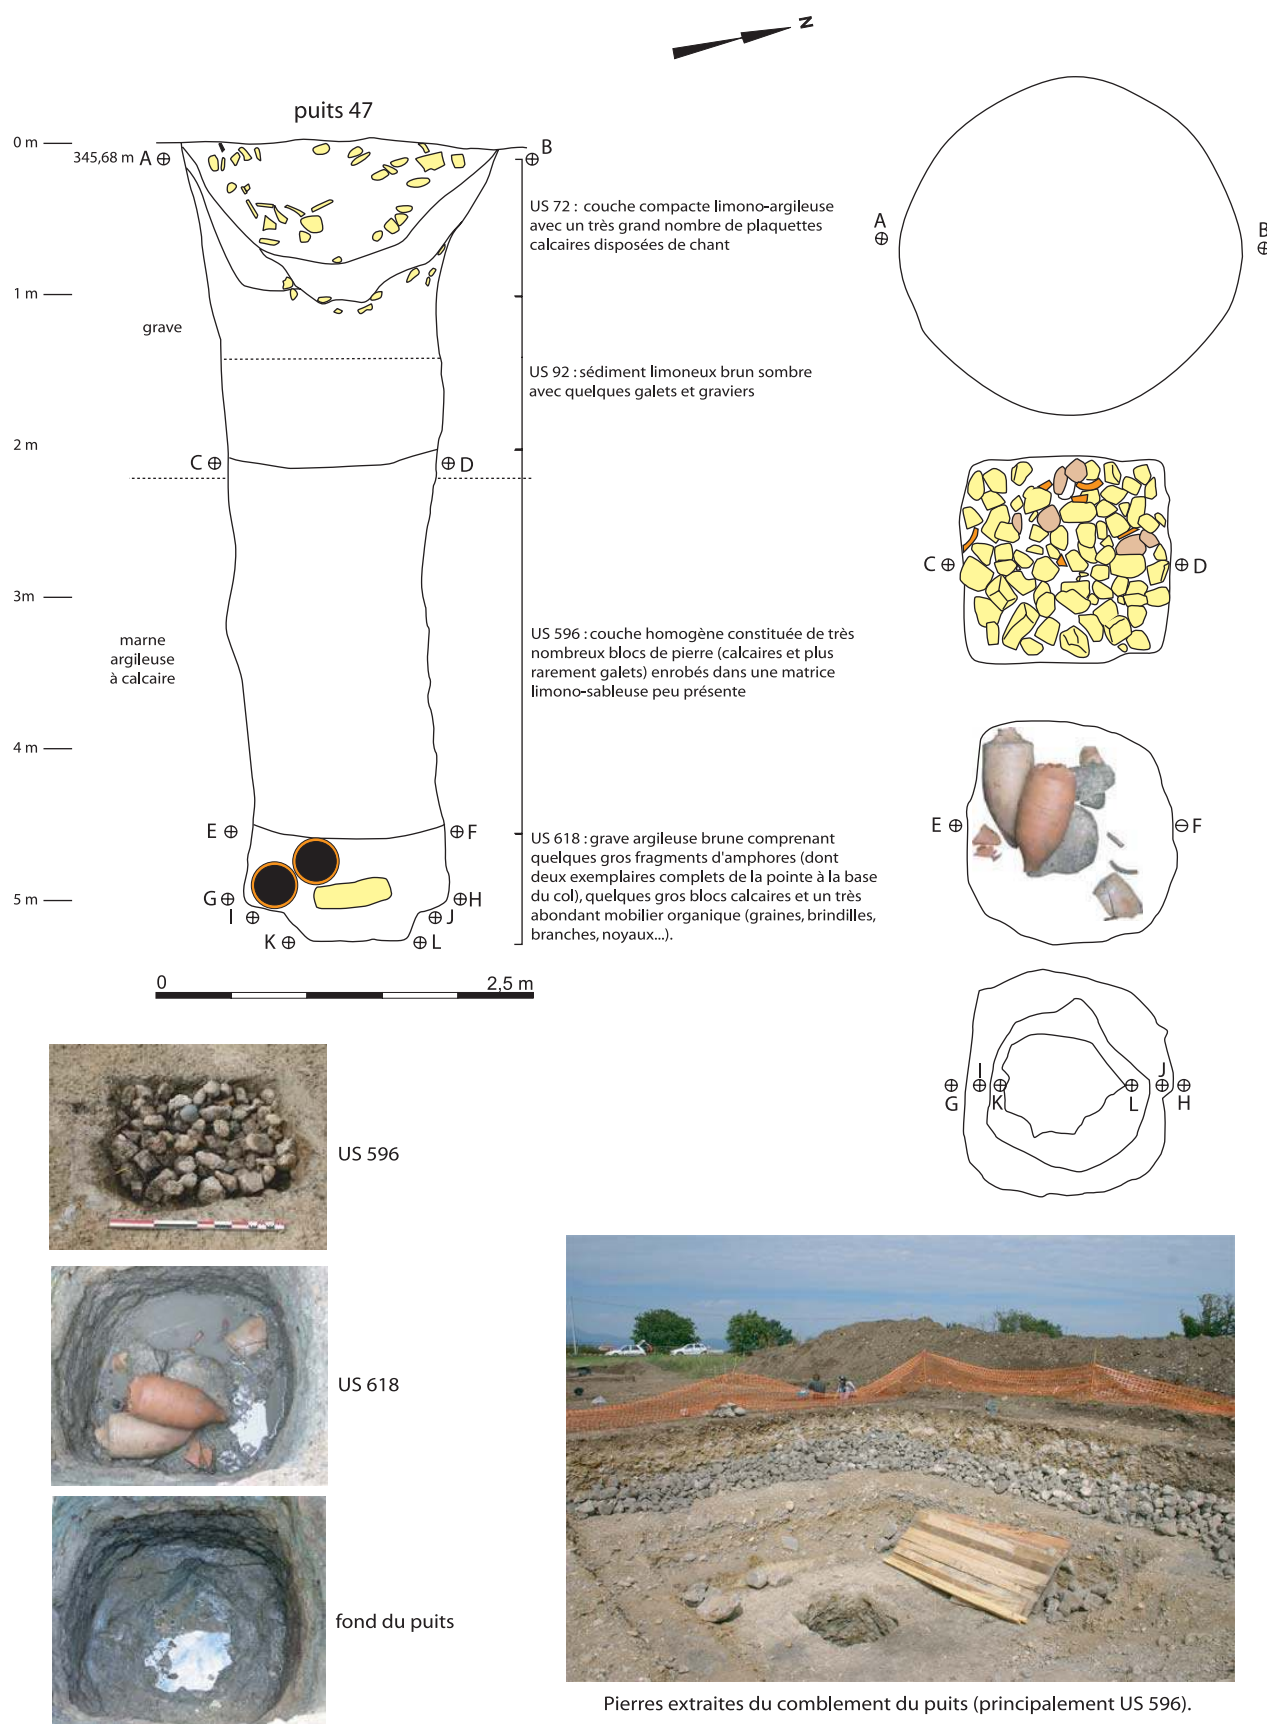 N
puits 47
0 m
345,68 m A
B
US 72 : couche compacte limono-argileuse
avec un très grand nombre de plaquettes
calcaires disposées de chant
A
B
1 m
grave
US 92 : sédiment limoneux brun sombre
avec quelques galets et graviers
2 m
C
D
C
D
3m
marne
argileuse
à calcaire
US 596 : couche homogène constituée de très
nombreux blocs de pierre (calcaires et plus
rarement galets) enrobés dans une matrice
limono-sableuse peu présente
4 m
E
F
E
F
US 618 : grave argileuse brune comprenant
quelques gros fragments d'amphores (dont
deux exemplaires complets de la pointe à la base
du col), quelques gros blocs calcaires et un très
abondant mobilier organique (graines, brindilles,
branches, noyaux...).
5 m
G
H
I
J
K
L
0
2,5 m
I
J
G
K
L
H
US 596
US 618
fond du puits
Pierres extraites du comblement du puits (principalement US 596).